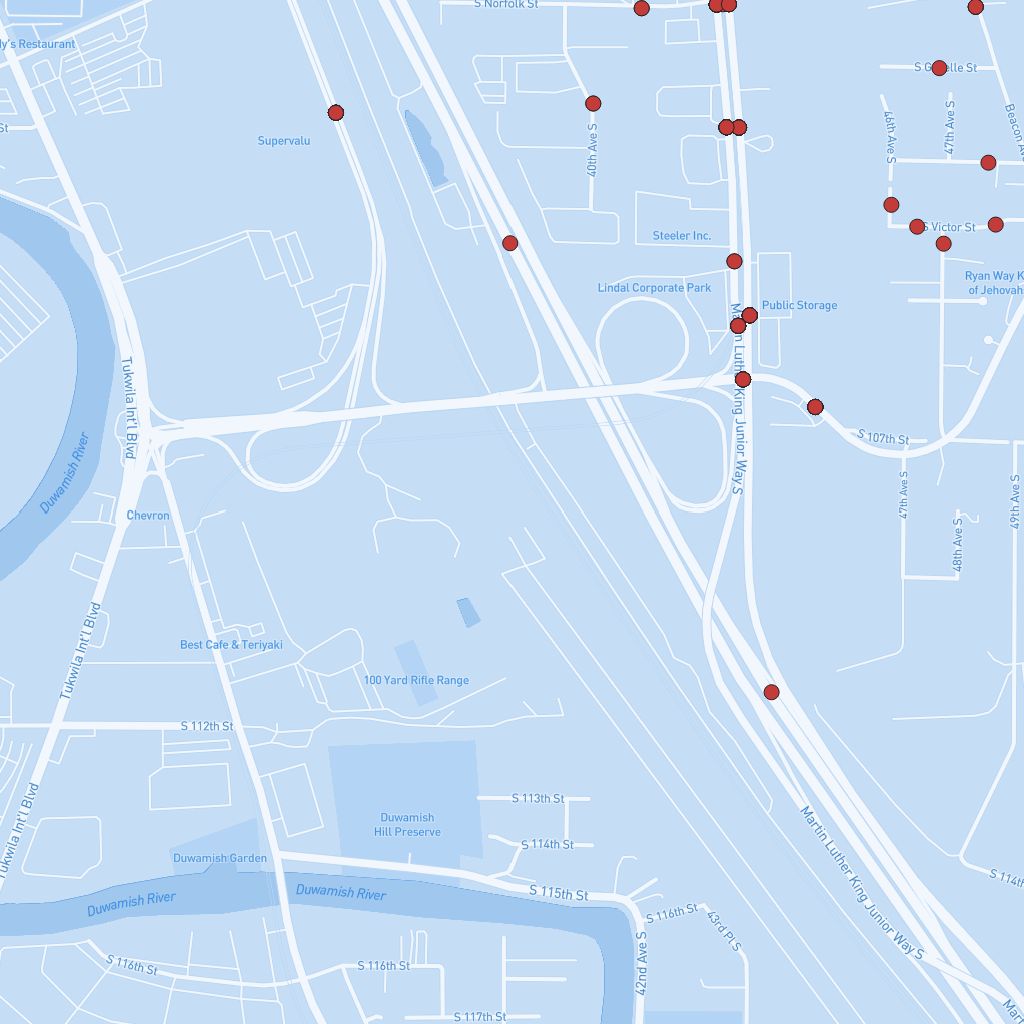 S Norfolk St
dy's Restaurant
Supervalu
40th Ave S
46th Ave S
47th Ave S
S Victor St
Steeler Inc.
Lindal Corporate Park
Public Storage
Ryan Way K
of Jehovah
Tukwila Int'l Blvd
Duwamish River
Martin Luther King Junior Way S
S 107th St
47th Ave S
48th Ave S
49th Ave S
Chevron
Best Cafe & Teriyaki
Tukwila Int'l Blvd
100 Yard Rifle Range
S 112th St
Tukwila Int'l Blvd
S 113th St
Duwamish
Hill Preserve
S 114th St
Duwamish Garden
Martin Luther King Junior Way S
S 114th
Duwamish River
Duwamish River
S 115th St
S 116th St
43rd Pl S
42nd Ave S
S 116th St
S 116th St
S 117th St